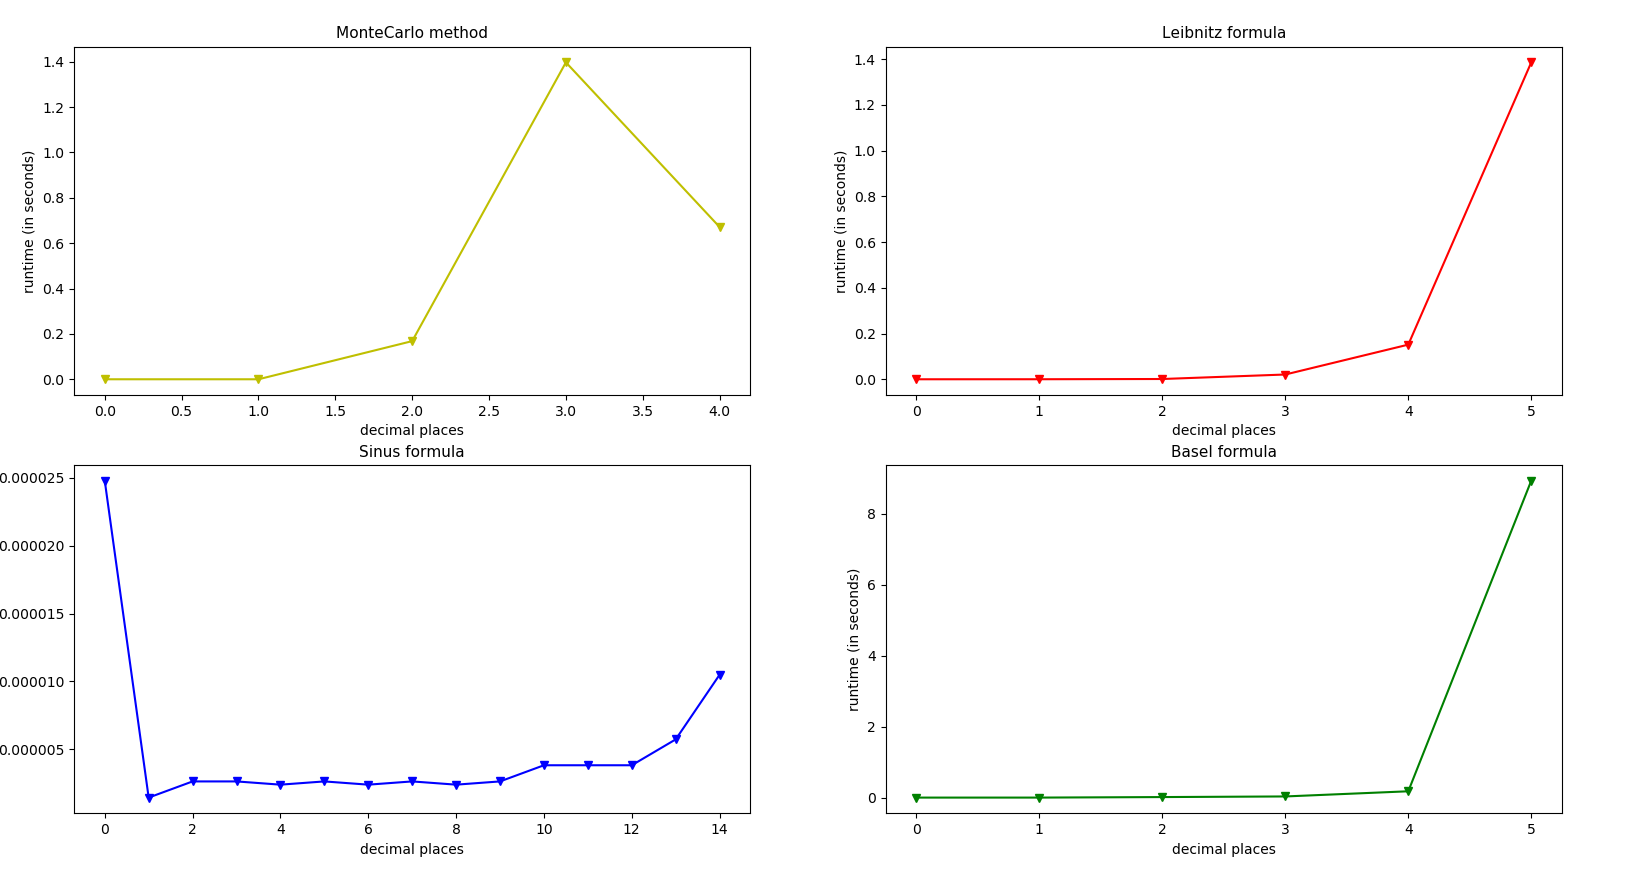 MonteCarlo method
runtime (in seconds)
1.4
1.2
1.0
0.8
0.6
0.4
0.2
0.0
0.0 0.5 1.0 1.5 2.0 2.5 3.0 3.5 4.0
decimal places
Leibnitz formula
runtime (in seconds)
1.4
1.2
1.0
0.8
0.6
0.4
0.2
0.0
0 1 2 3 4 5
decimal places
Sinus formula
0.000025
0.000020
0.000015
0.000010
0.000005
0 2 4 6 8 10 12 14
decimal places
Basel formula
runtime (in seconds)
8
6
4
2
0
0 1 2 3 4 5
decimal places